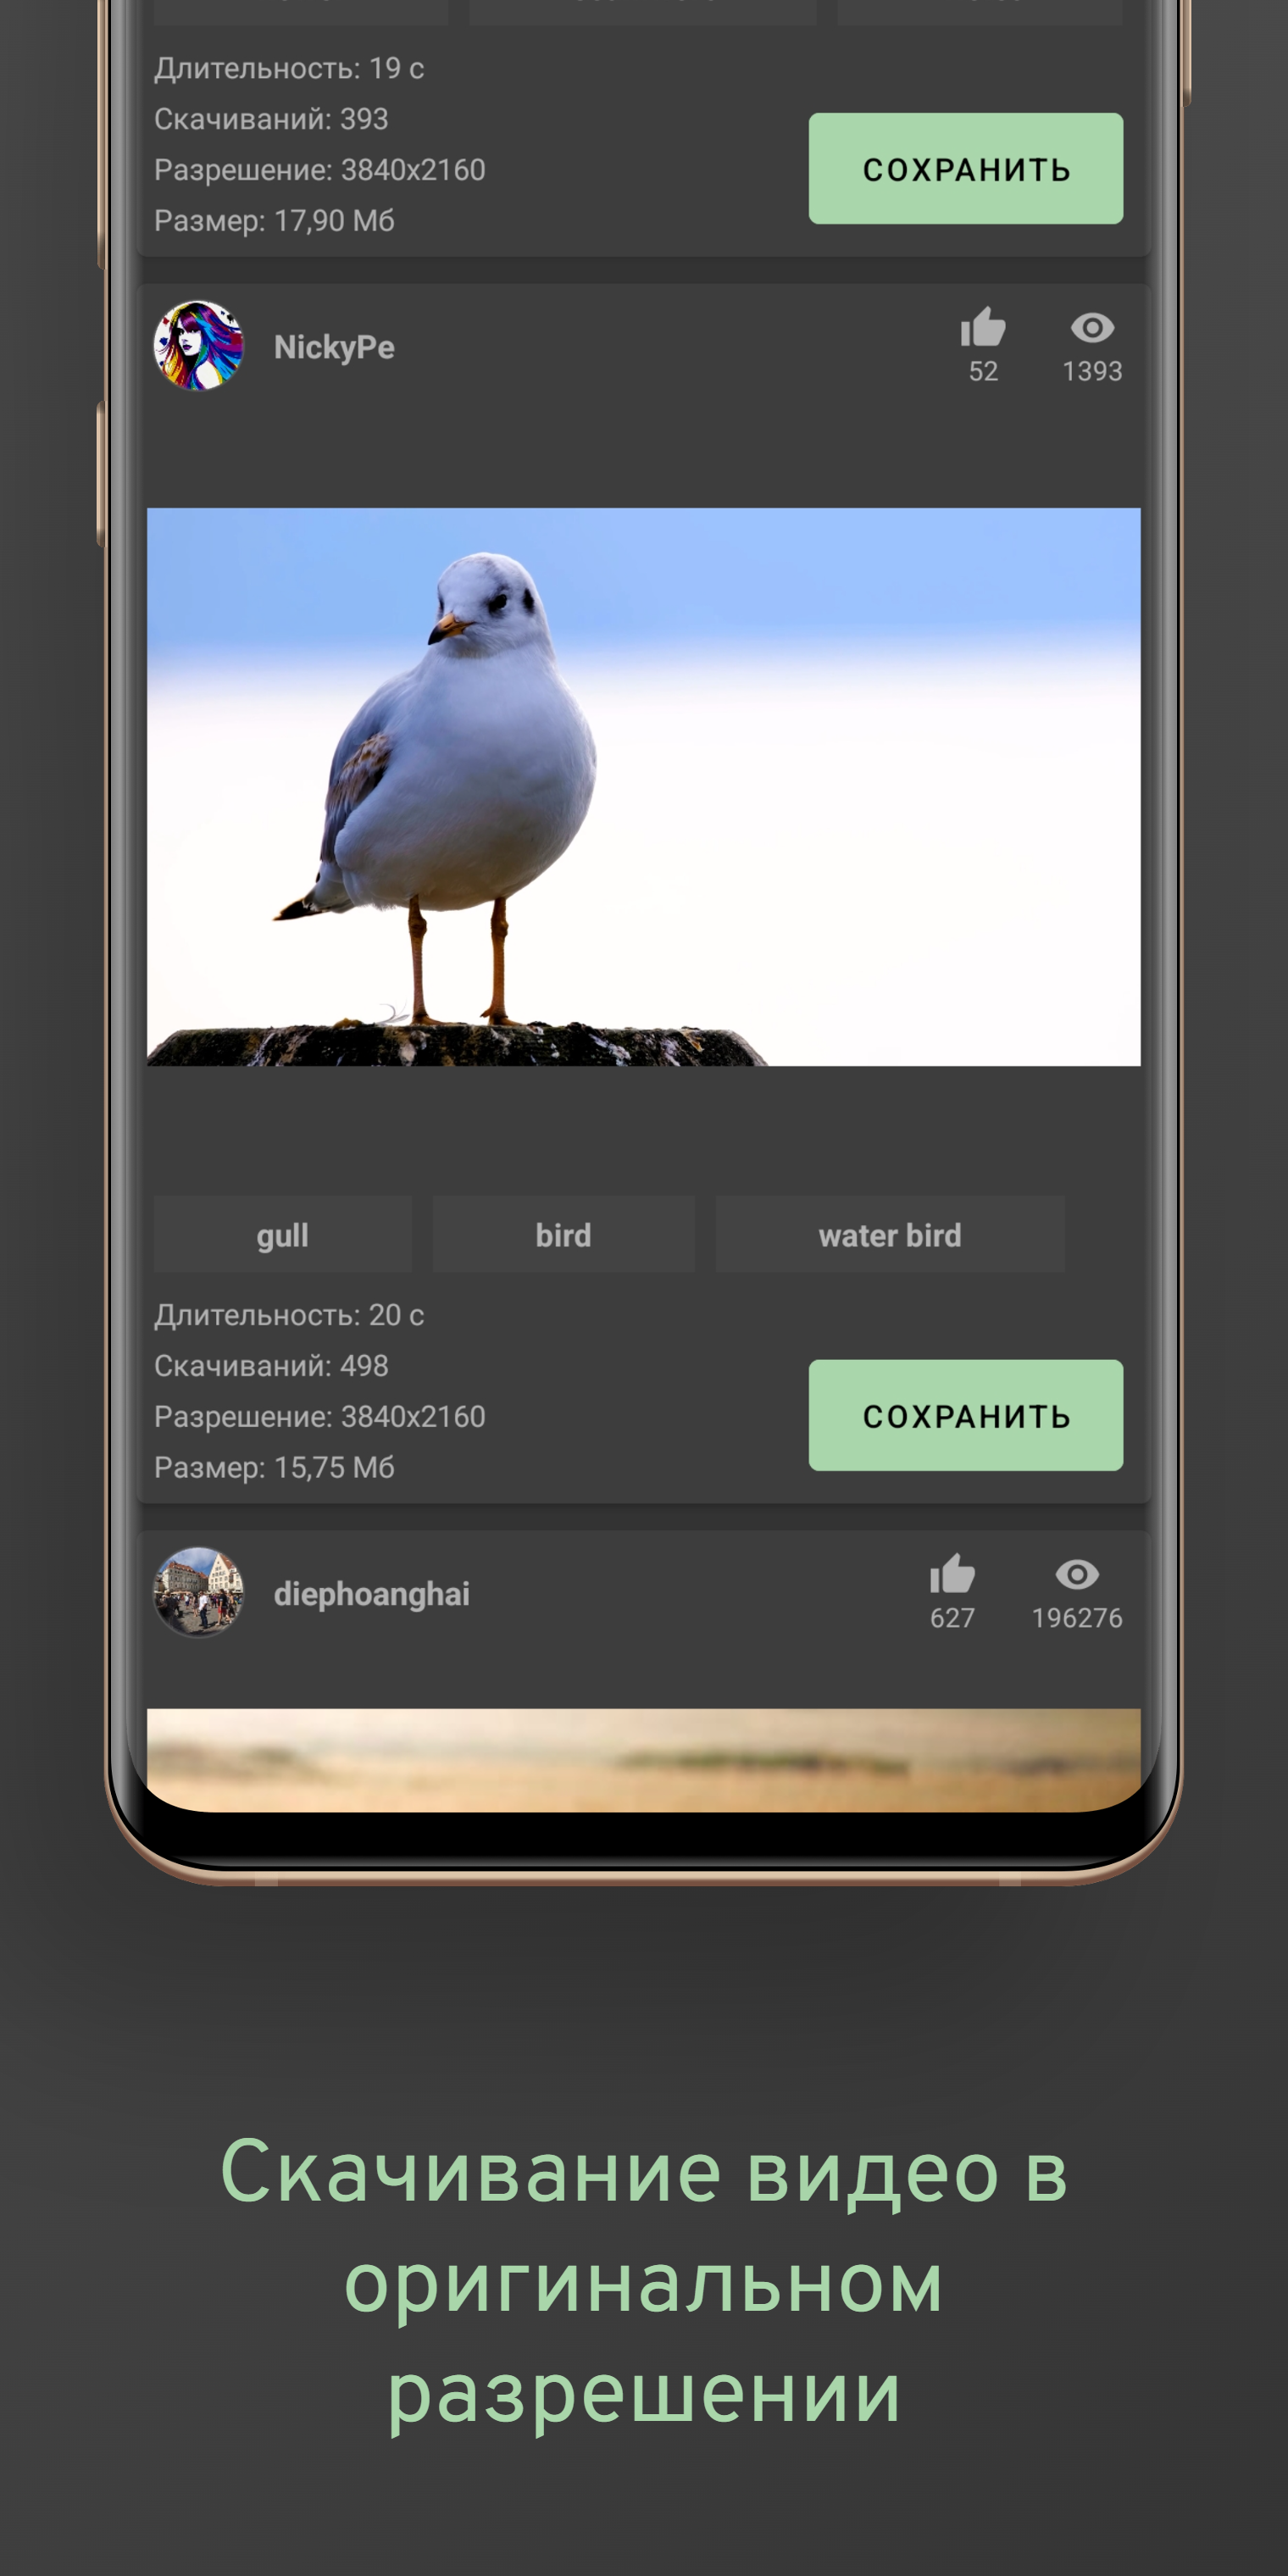 Длительность: 19 с
Скачиваний: 393
Разрешение: 3840x2160
Размер: 17,90 Мб
СОХРАНИТЬ
NickyPe
52
1393
gull
bird
water bird
Длительность: 20 с
Скачиваний: 498
Разрешение: 3840x2160
Размер: 15,75 Мб
СОХРАНИТЬ
diephoanghai
627
196276
Скачивание видео в
оригинальном
разрешении